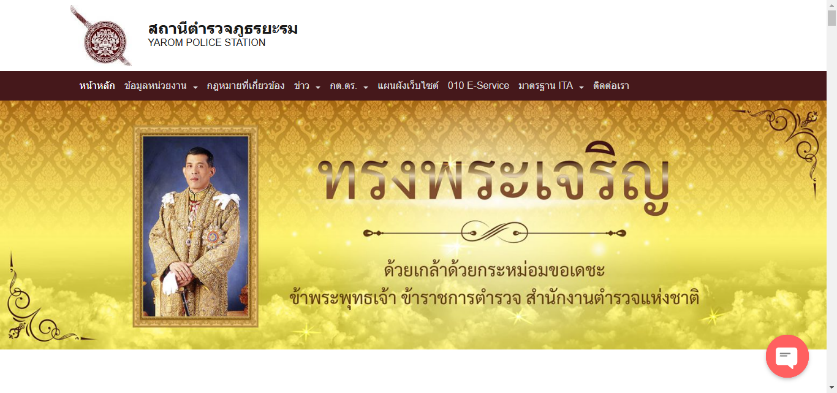 สถานีตำรวจภูธรยะรม
YAROM POLICE STATION
หน้าหลัก ข้อมูลหน่วยงาน กฎหมายที่เกี่ยวข้อง ข่าว กต.ตร. แผนผังเว็บไซต์ 010 E-Service มาตรฐาน ITA ติดต่อเรา
ทรงพระเจริญ
ด้วยเกล้าด้วยกระหม่อมขอเดชะ
ข้าพระพุทธเจ้า ข้าราชการตำรวจ สำนักงานตำรวจแห่งชาติ